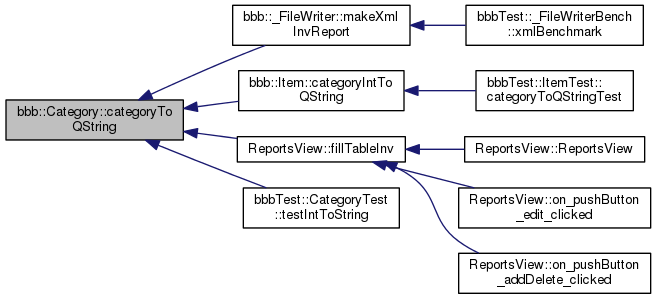 bbb::_FileWriter::makeXml
InvReport
bbbTest::_FileWriterBench
::xmlBenchmark
bbb::Item::categoryIntTo
QString
bbbTest::ItemTest::
categoryToQStringTest
bbb::Category::categoryTo
QString
ReportsView::fillTableInv
ReportsView::ReportsView
bbbTest::CategoryTest
::testIntToString
ReportsView::on_pushButton
_edit_clicked
ReportsView::on_pushButton
_addDelete_clicked